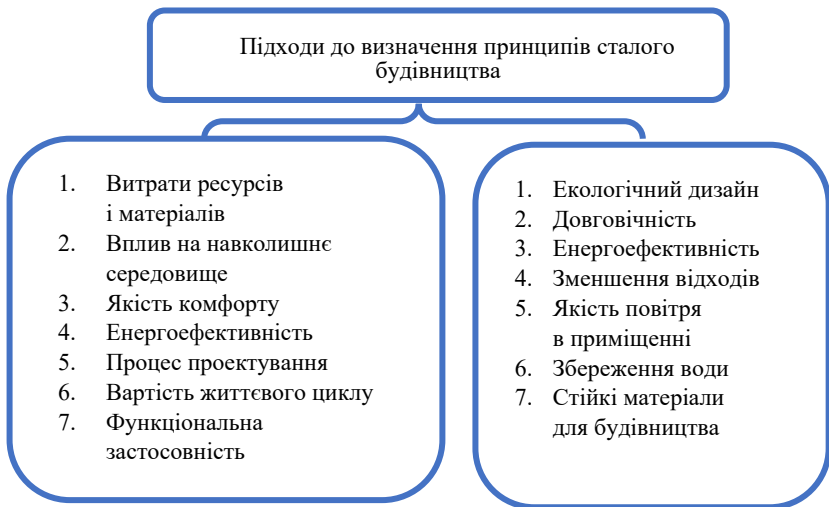 Підходи до визначення принципів сталого
будівництва
1. Витрати ресурсів
і матеріалів
2. Вплив на навколишнє
середовище
3. Якість комфорту
4. Енергоефективність
5. Процес проектування
6. Вартість життєвого циклу
7. Функціональна
застосовність
1. Екологічний дизайн
2. Довговічність
3. Енергоефективність
4. Зменшення відходів
5. Якість повітря
в приміщенні
6. Збереження води
7. Стійкі матеріали
для будівництва